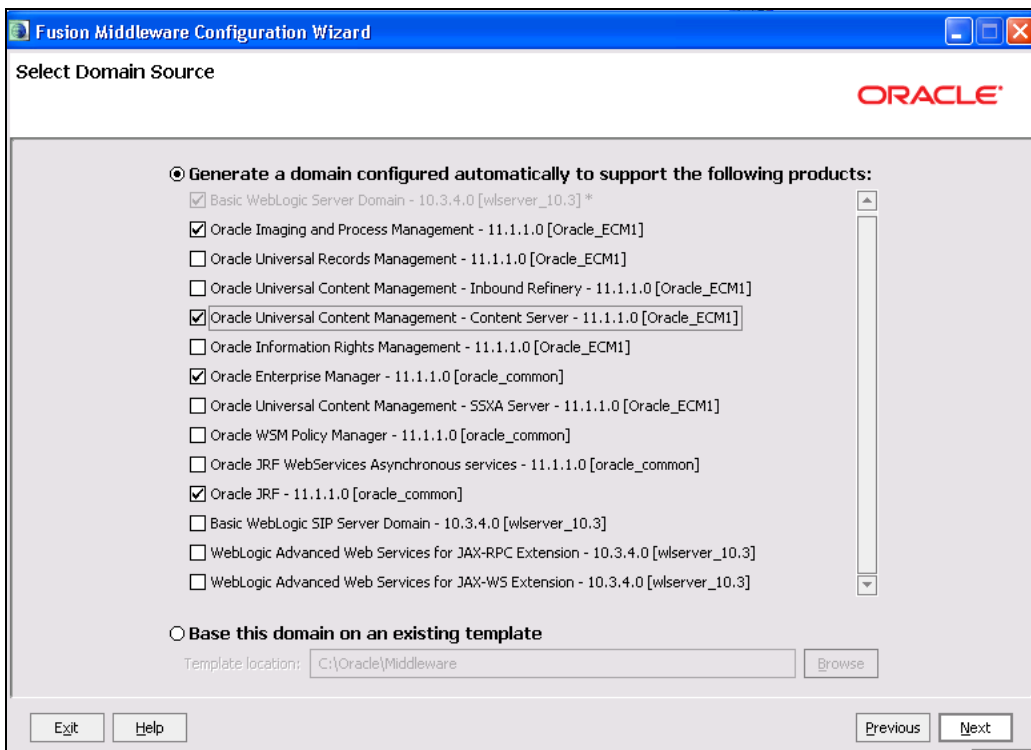 Fusion Middleware Configuration Wizard
Select Domain Source
ORACLE
Generate a domain configured automatically to support the following products:
Basic WebLogic Server Domain - 10.3.4.0 [wlserver_10.3] *
Oracle Imaging and Process Management - 11.1.1.0 [Oracle_ECM1]
Oracle Universal Records Management - 11.1.1.0 [Oracle_ECM1]
Oracle Universal Content Management - Inbound Refinery - 11.1.1.0 [Oracle_ECM1]
Oracle Universal Content Management - Content Server - 11.1.1.0 [Oracle_ECM1]
Oracle Information Rights Management - 11.1.1.0 [Oracle_ECM1]
Oracle Enterprise Manager - 11.1.1.0 [oracle_common]
Oracle Universal Content Management - SSXA Server - 11.1.1.0 [Oracle_ECM1]
Oracle WSM Policy Manager - 11.1.1.0 [oracle_common]
Oracle JRF WebServices Asynchronous services - 11.1.1.0 [oracle_common]
Oracle JRF - 11.1.1.0 [oracle_common]
Basic WebLogic SIP Server Domain - 10.3.4.0 [wlserver_10.3]
WebLogic Advanced Web Services for JAX-RPC Extension - 10.3.4.0 [wlserver_10.3]
WebLogic Advanced Web Services for JAX-WS Extension - 10.3.4.0 [wlserver_10.3]
Base this domain on an existing template
Template location: C:\Oracle\Middleware Browse
Exit Help Previous Next